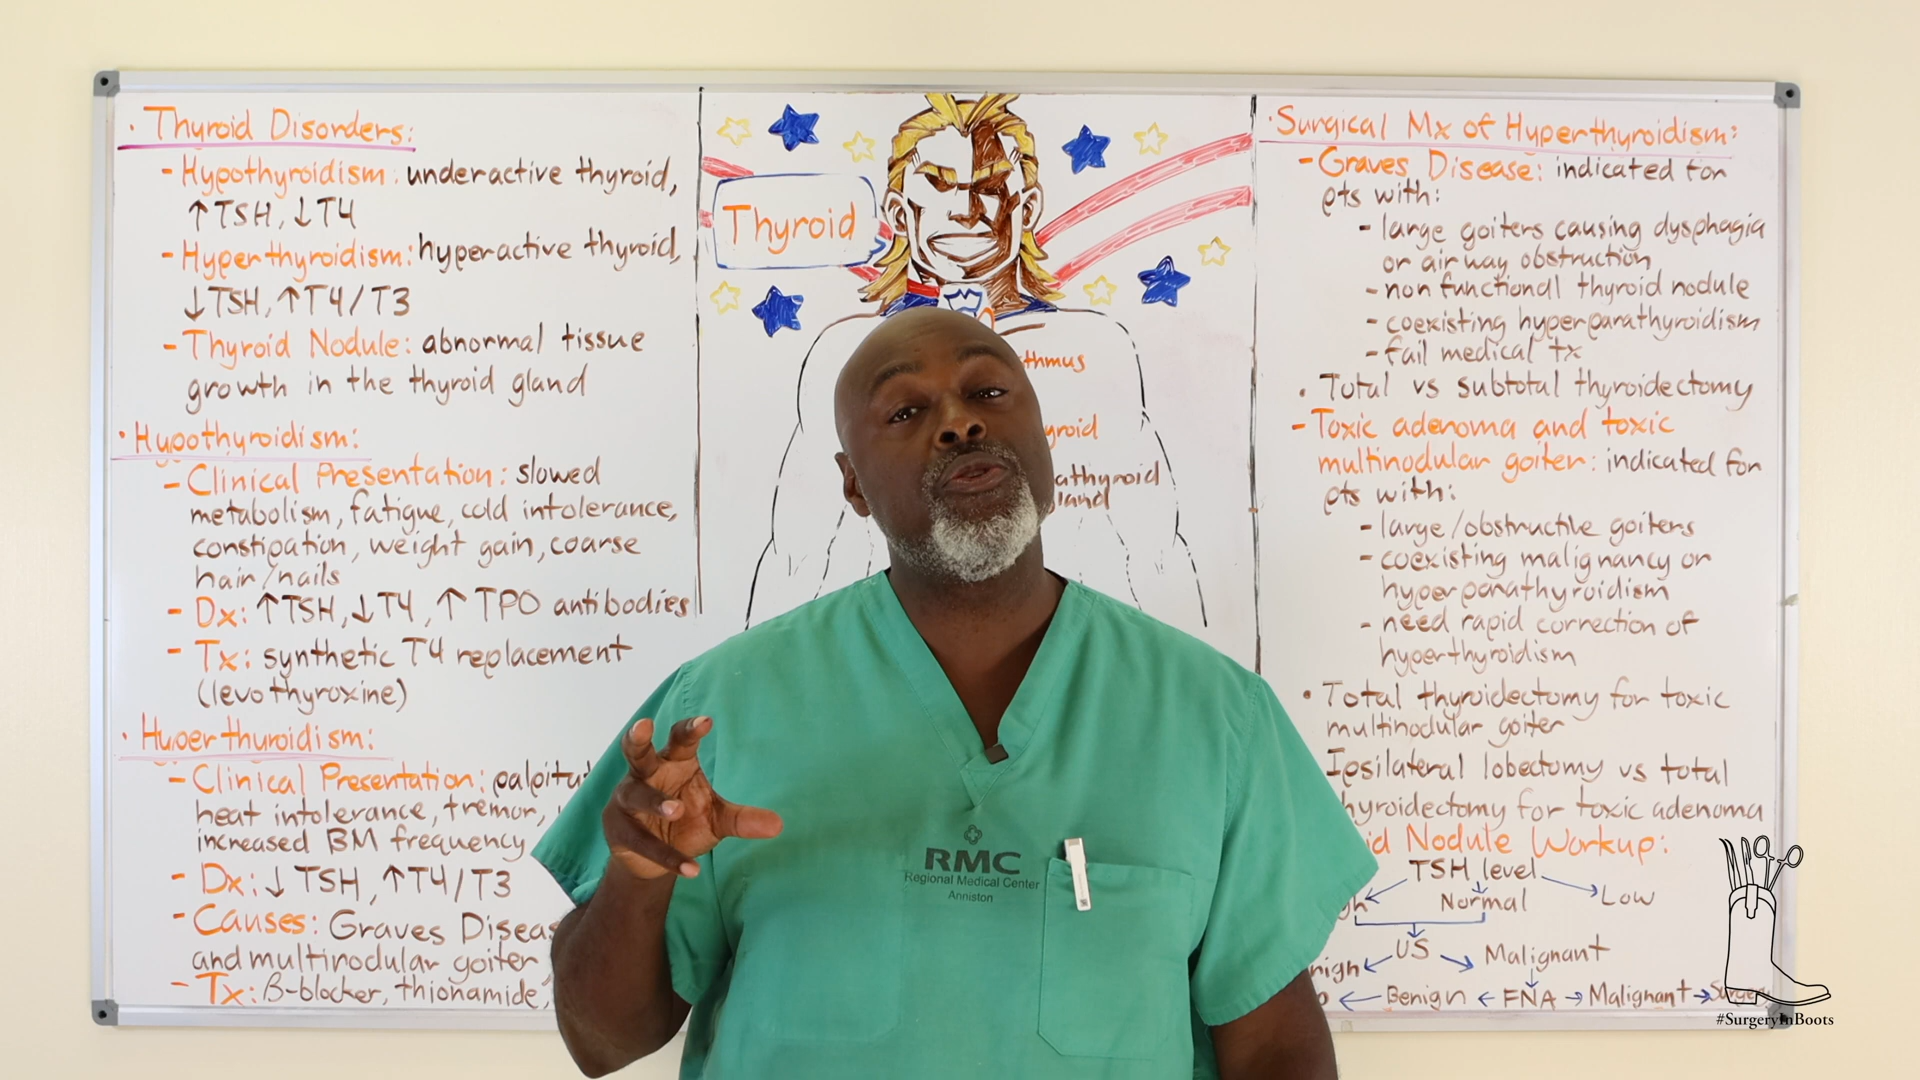 · Thyroid Disorders:
- Hypothyroidism: underactive thyroid,
↑TSH, ↓T4
- Hyperthyroidism: hyperactive thyroid,
↓TSH, ↑T4/T3
- Thyroid Nodule: abnormal tissue
growth in the thyroid gland
· Hypothyroidism:
- Clinical Presentation: slowed
metabolism, fatigue, cold intolerance,
constipation, weight gain, coarse
hair/nails
- Dx: ↑TSH, ↓T4, ↑ TPO antibodies
- Tx: synthetic T4 replacement
(levothyroxine)
· Hyperthyroidism:
- Clinical Presentation:
heat intolerance, tremor,
increased BM frequency
- Dx: ↓ TSH, ↑T4/T3
- Causes: Graves
and multinodular goiter
- Tx: β-blocker, thionamide,
Thyroid
RMC
Regional Medical Center
Anniston
· Surgical Mx of Hyperthyroidism:
- Graves Disease: indicated for
pts with:
- large goiters causing dysphagia
or airway obstruction
- non functional thyroid nodule
- coexisting hyperparathyroidism
- fail medical tx
· Total vs subtotal thyroidectomy
- Toxic adenoma and toxic
multinodular goiter: indicated for
pts with:
- large/obstructive goiters
- coexisting malignancy or
hyperparathyroidism
- need rapid correction of
hyperthyroidism
· Total thyroidectomy for toxic
multinodular goiter
Ipsilateral lobectomy vs total
thyroidectomy for toxic adenoma
Nodule Workup:
TSH level
Normal → Low
US → Malignant
← Benign ← FNA → Malignant → Surgery
#SurgeryInBoots